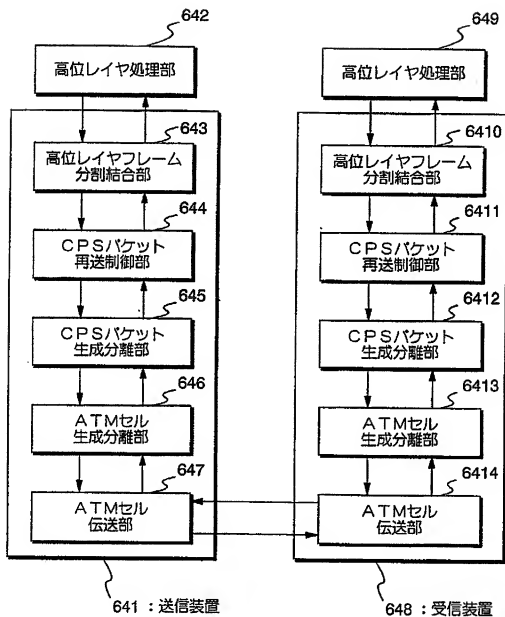 642
高位レイヤ処理部
643
高位レイヤフレーム
分割結合部
644
CPSパケット
再送制御部
645
CPSパケット
生成分離部
646
ATMセル
生成分離部
647
ATMセル
伝送部
641 : 送信装置
649
高位レイヤ処理部
6410
高位レイヤフレーム
分割結合部
6411
CPSパケット
再送制御部
6412
CPSパケット
生成分離部
6413
ATMセル
生成分離部
6414
ATMセル
伝送部
648 : 受信装置